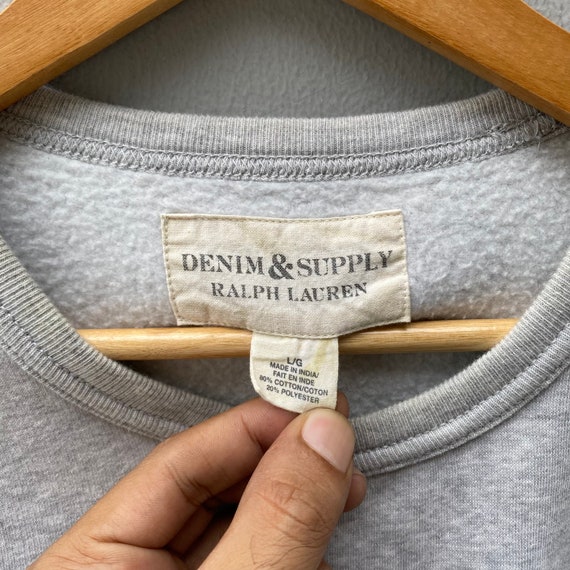 DENIM & SUPPLY
RALPH LAUREN
L/G
MADE IN INDIA/
FAIT EN INDE
80% COTTON/COTON
20% POLYESTER